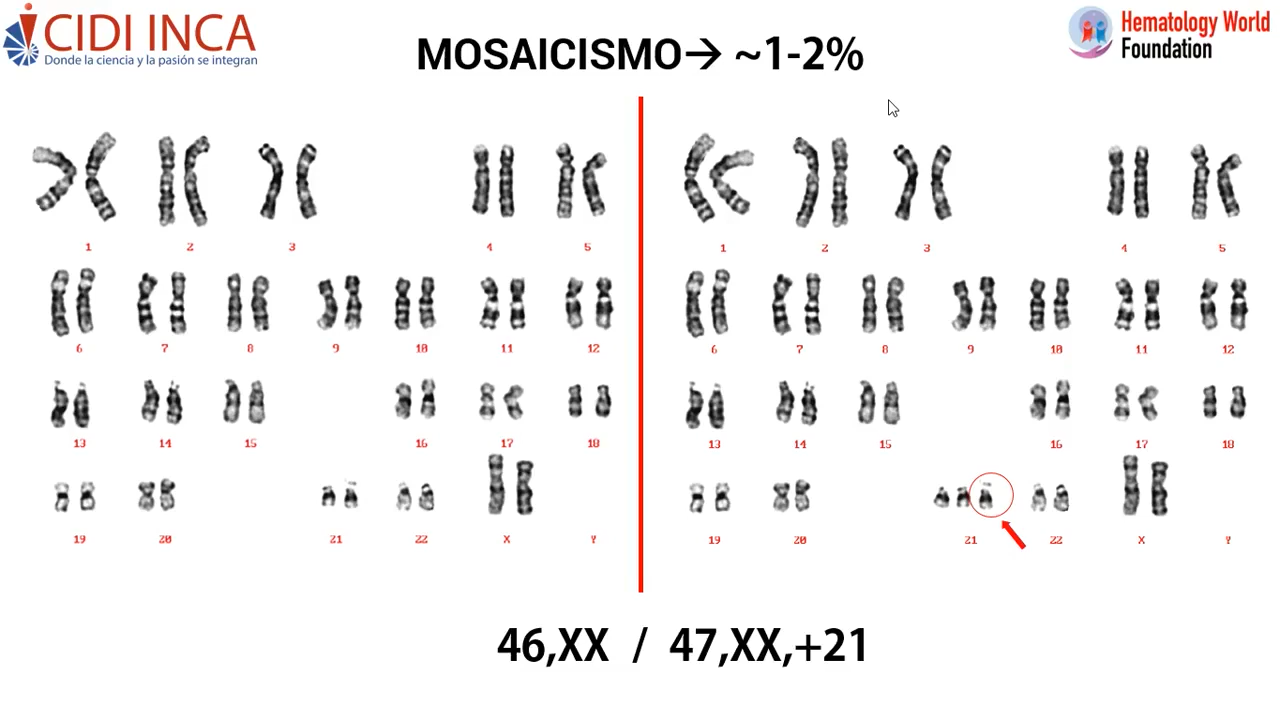 CIDI INCA
Donde la ciencia y la pasión se integran
MOSAICISMO→ ~1-2%
Hematology World
Foundation
1 2 3 4 5
6 7 8 9 10 11 12
13 14 15 16 17 18
19 20 21 22 X Y
1 2 3 4 5
6 7 8 9 10 11 12
13 14 15 16 17 18
19 20 21 22 X Y
46,XX / 47,XX,+21